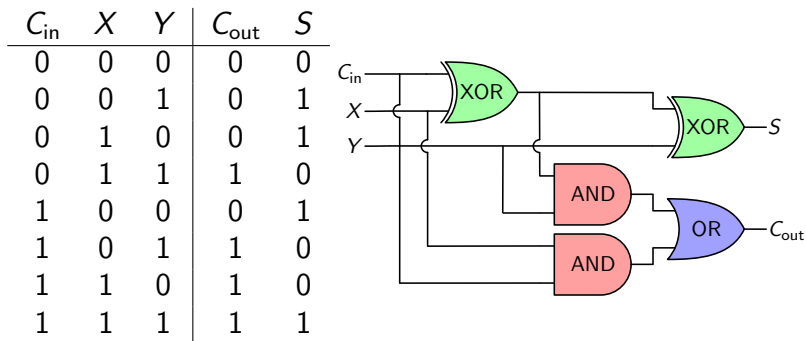 C_in X Y C_out S
0 0 0 0 0
0 0 1 0 1
0 1 0 0 1
0 1 1 1 0
1 0 0 0 1
1 0 1 1 0
1 1 0 1 0
1 1 1 1 1
C_in
X
Y
XOR
XOR
S
AND
AND
OR
C_out